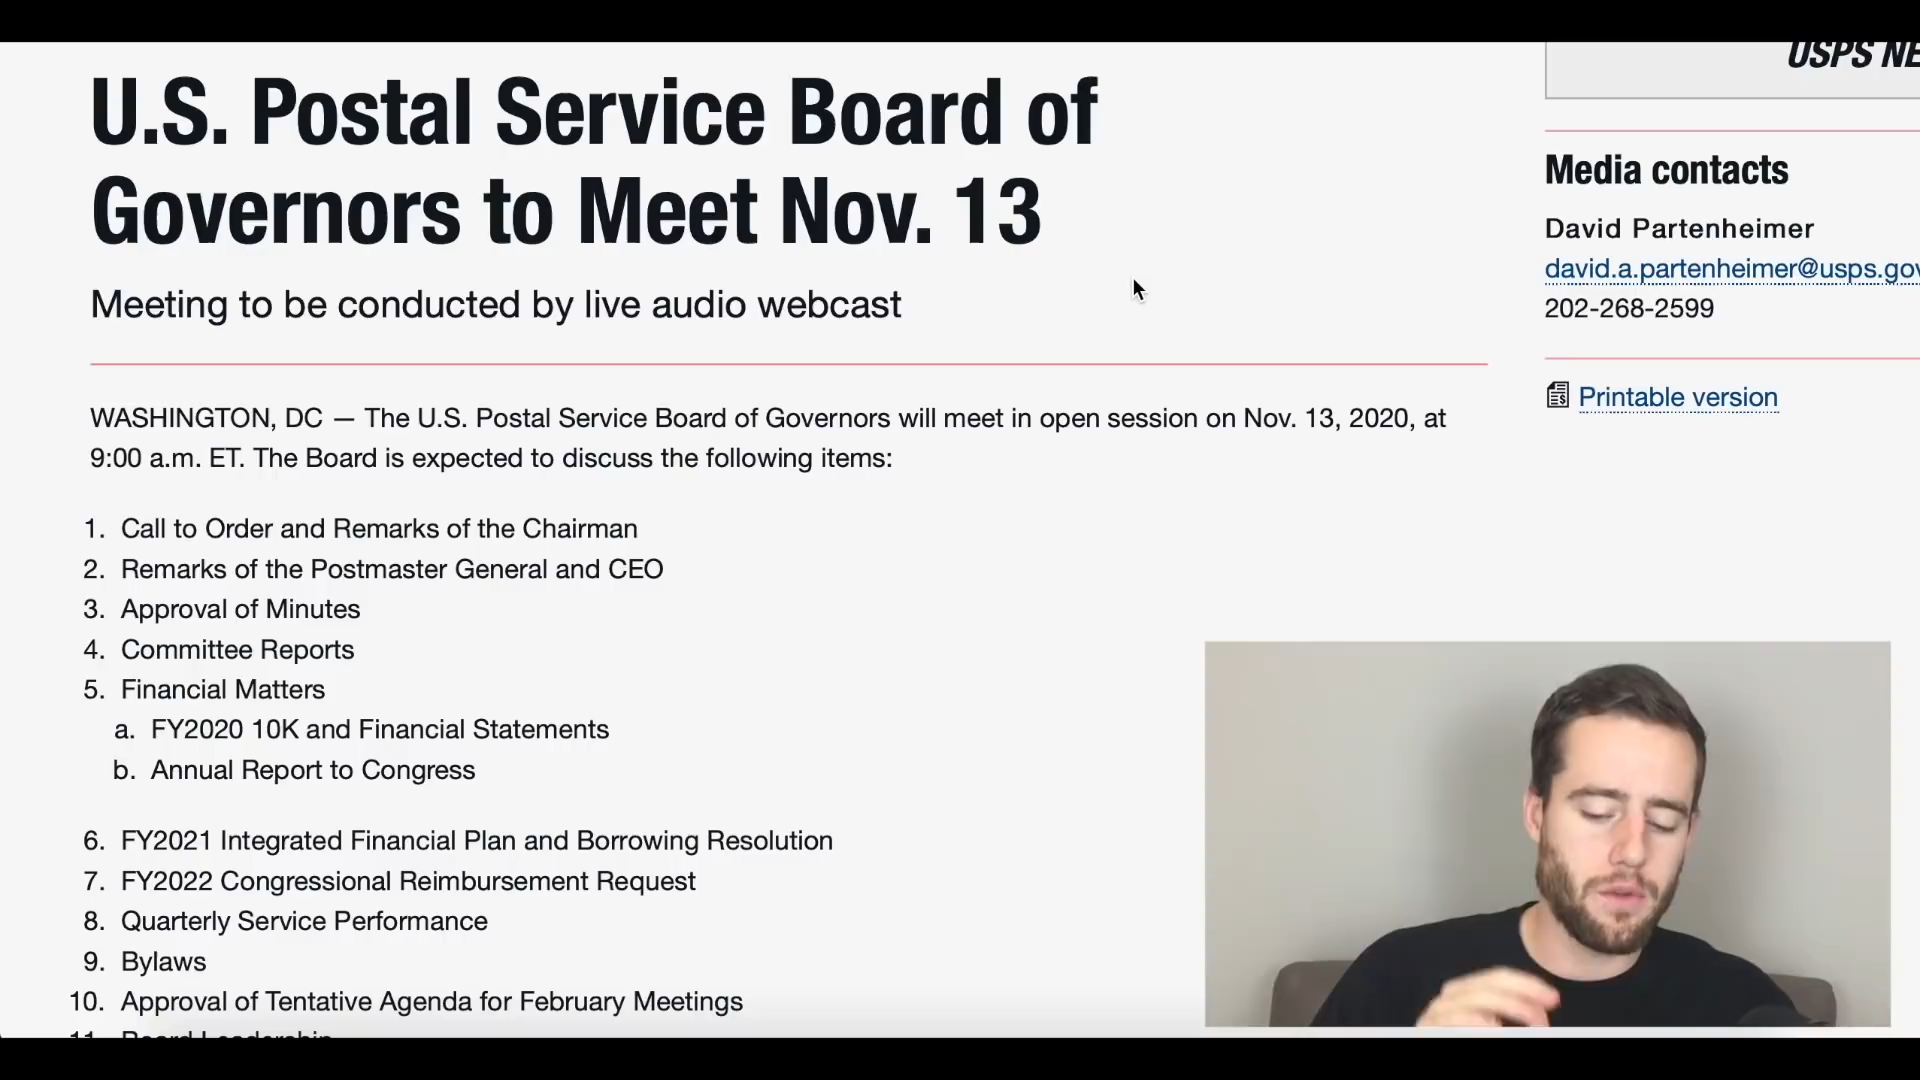 USPS NE
U.S. Postal Service Board of
Governors to Meet Nov. 13
Meeting to be conducted by live audio webcast
WASHINGTON, DC — The U.S. Postal Service Board of Governors will meet in open session on Nov. 13, 2020, at
9:00 a.m. ET. The Board is expected to discuss the following items:
1. Call to Order and Remarks of the Chairman
2. Remarks of the Postmaster General and CEO
3. Approval of Minutes
4. Committee Reports
5. Financial Matters
a. FY2020 10K and Financial Statements
b. Annual Report to Congress
6. FY2021 Integrated Financial Plan and Borrowing Resolution
7. FY2022 Congressional Reimbursement Request
8. Quarterly Service Performance
9. Bylaws
10. Approval of Tentative Agenda for February Meetings
11. Board Leadership
Media contacts
David Partenheimer
david.a.partenheimer@usps.gov
202-268-2599
Printable version